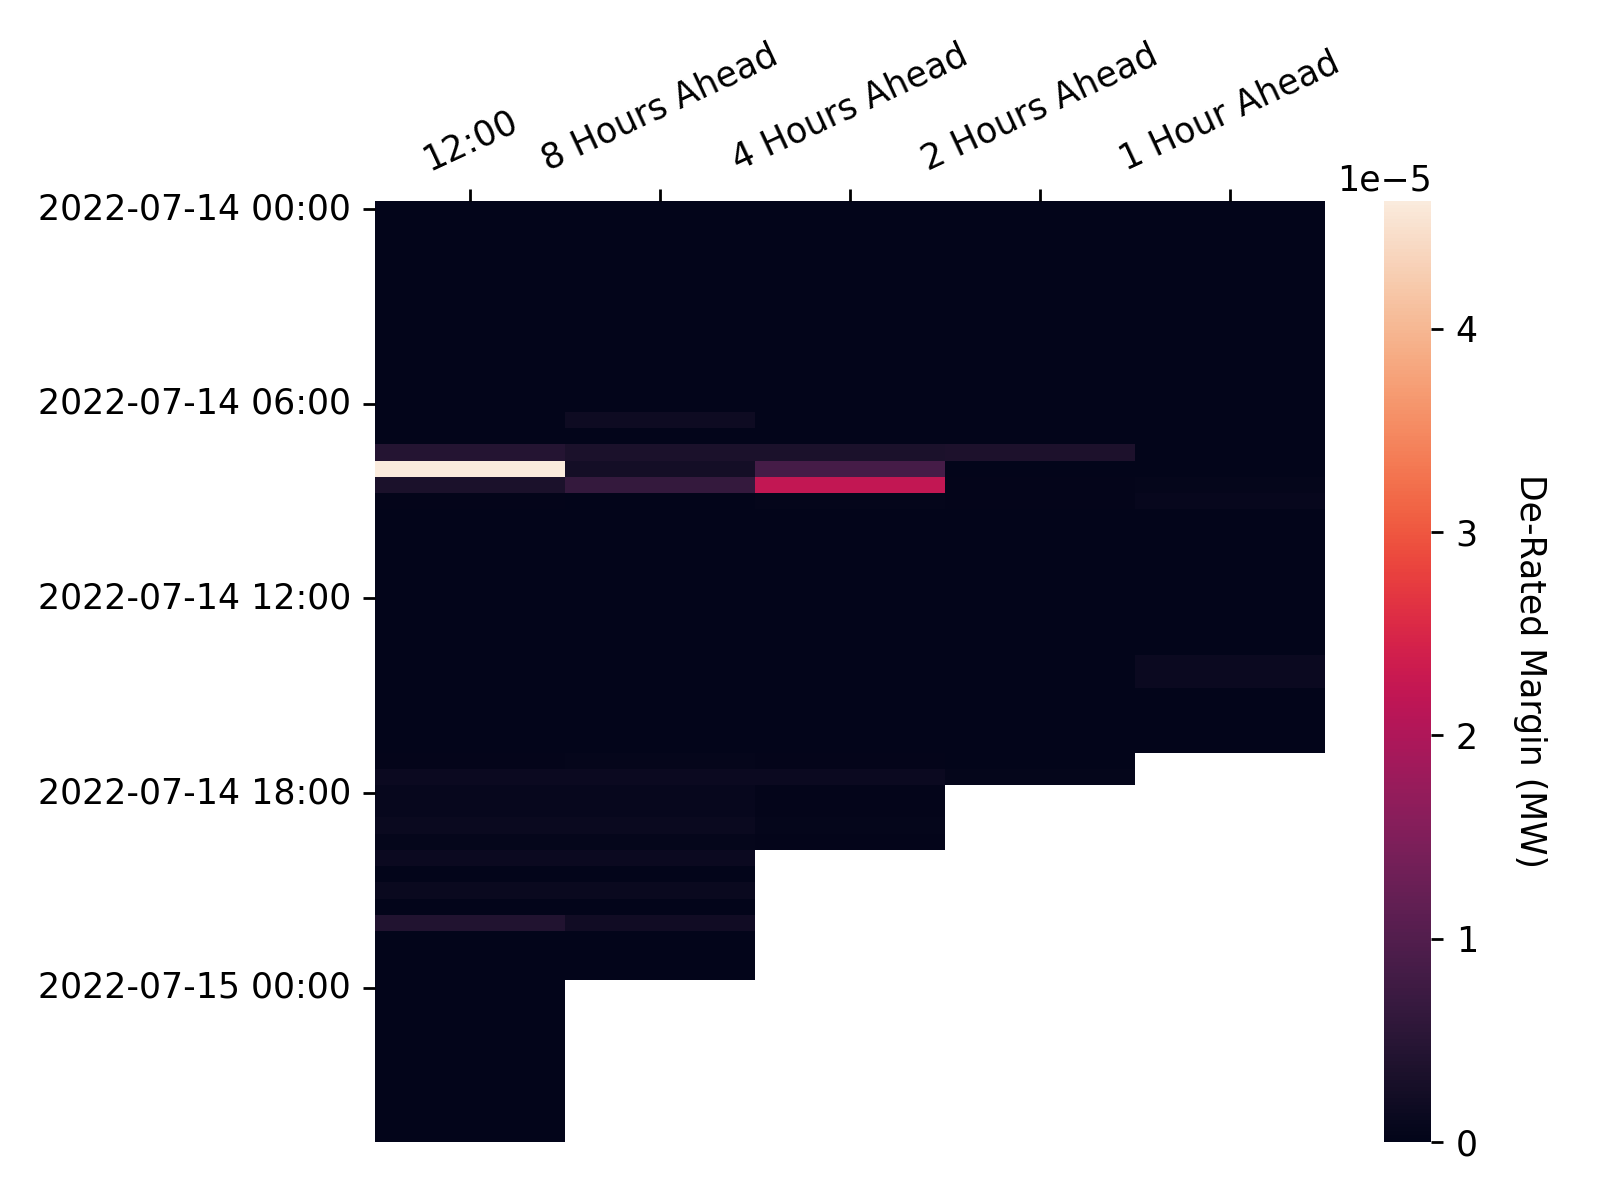 12:00
8 Hours Ahead
4 Hours Ahead
2 Hours Ahead
1 Hour Ahead
1e−5
2022-07-14 00:00
2022-07-14 06:00
2022-07-14 12:00
2022-07-14 18:00
2022-07-15 00:00
4
3
2
1
0
De-Rated Margin (MW)